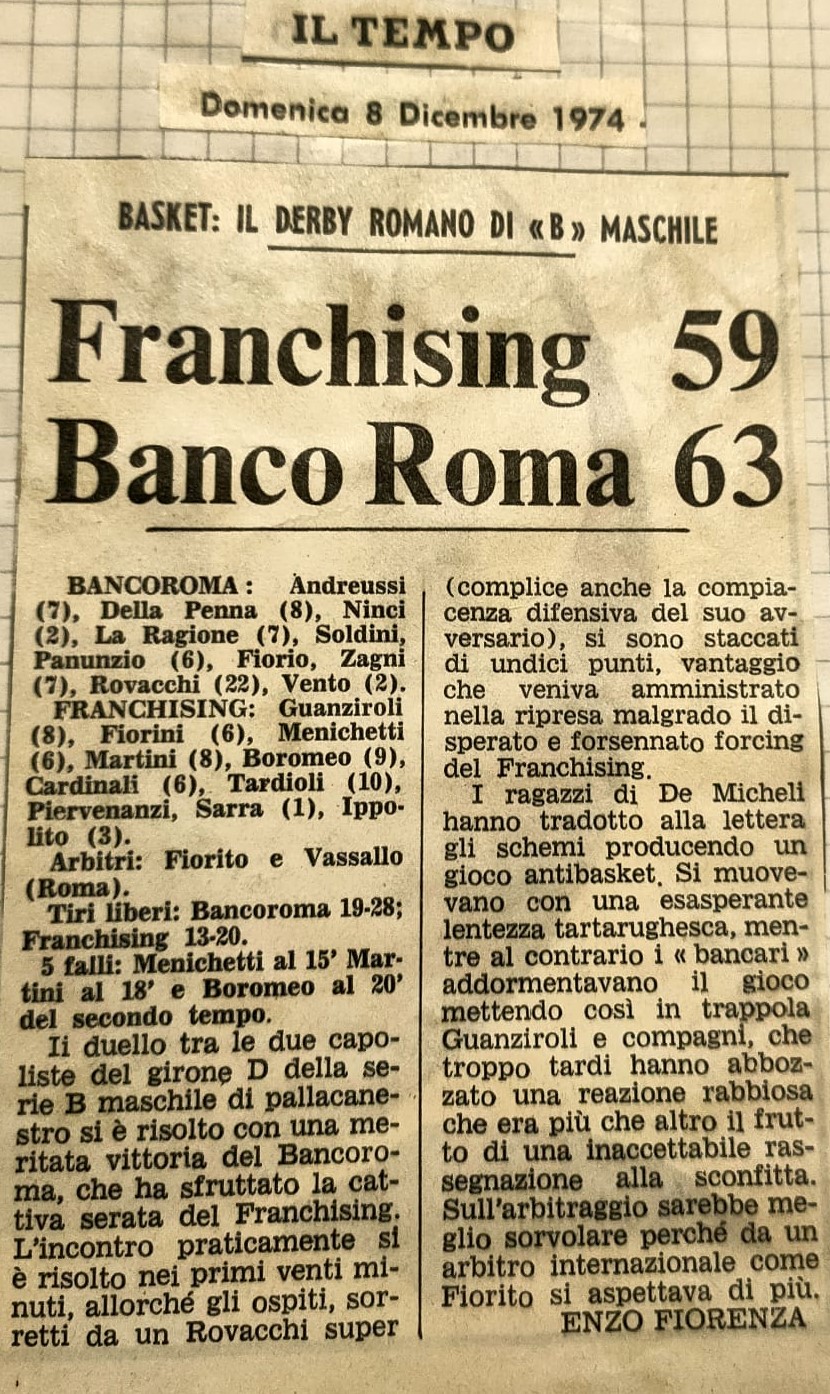 IL TEMPO
Domenica 8 Dicembre 1974 .
BASKET: IL DERBY ROMANO DI «B» MASCHILE
Franchising 59
Banco Roma 63
BANCOROMA: Andreussi
(7), Della Penna (8), Ninci
(2), La Ragione (7), Soldini,
Panunzio (6), Fiorio, Zagni
(7), Rovacchi (22), Vento (2).
FRANCHISING: Guanziroli
(8), Fiorini (6), Menichetti
(6), Martini (8), Boromeo (9),
Cardinali (6), Tardioli (10),
Piervenanzi, Sarra (1), Ippo-
lito (3).
Arbitri: Fiorito e Vassallo
(Roma).
Tiri liberi: Bancoroma 19-28;
Franchising 13-20.
5 falli: Menichetti al 15' Mar-
tini al 18' e Boromeo al 20'
del secondo tempo.
Ii duello tra le due capo-
liste del girone D della se-
rie B maschile di pallacane-
stro si è risolto con una me-
ritata vittoria del Bancoro-
ma, che ha sfruttato la cat-
tiva serata del Franchising.
L'incontro praticamente si
è risolto nei primi venti mi-
nuti, allorché gli ospiti, sor-
retti da un Rovacchi super
(complice anche la compia-
cenza difensiva del suo av-
versario), si sono staccati
di undici punti, vantaggio
che veniva amministrato
nella ripresa malgrado il di-
sperato e forsennato forcing
del Franchising.
I ragazzi di De Micheli
hanno tradotto alla lettera
gli schemi producendo un
gioco antibasket. Si muove-
vano con una esasperante
lentezza tartarughesca, men-
tre al contrario i « bancari »
addormentavano il gioco
mettendo così in trappola
Guanziroli e compagni, che
troppo tardi hanno abboz-
zato una reazione rabbiosa
che era più che altro il frut-
to di una inaccettabile ras-
segnazione alla sconfitta.
Sull'arbitraggio sarebbe me-
glio sorvolare perché da un
arbitro internazionale come
Fiorito si aspettava di più.
ENZO FIORENZA